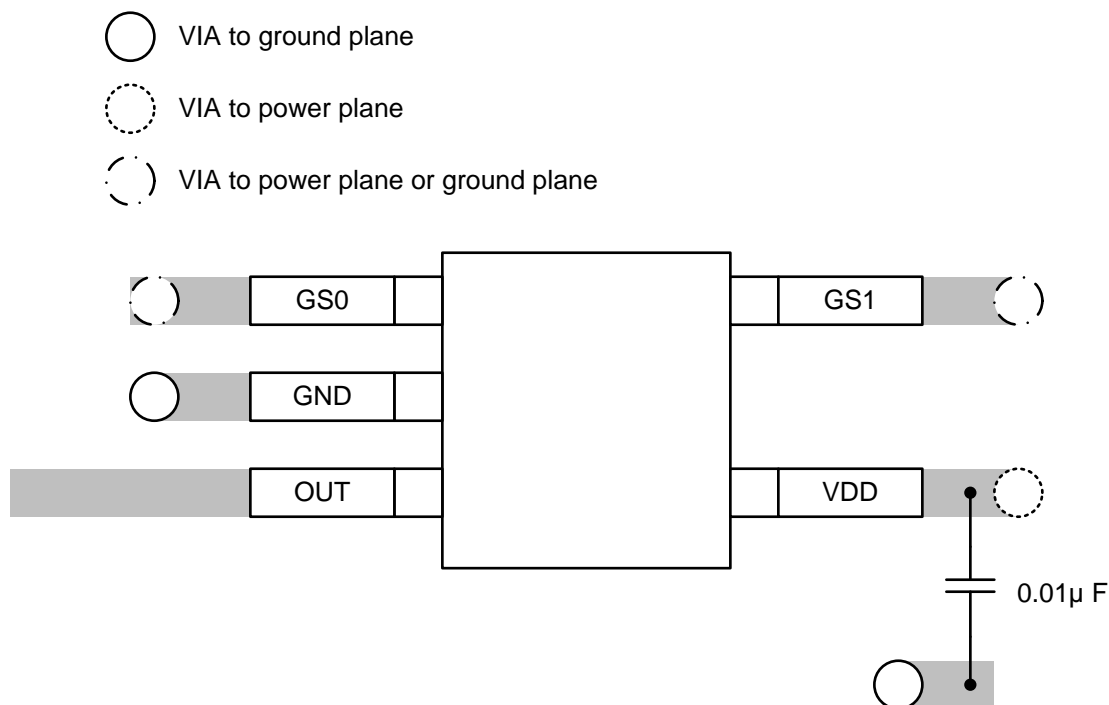 VIA to ground plane
VIA to power plane
VIA to power plane or ground plane
GS0
GS1
GND
OUT
VDD
0.01µ F